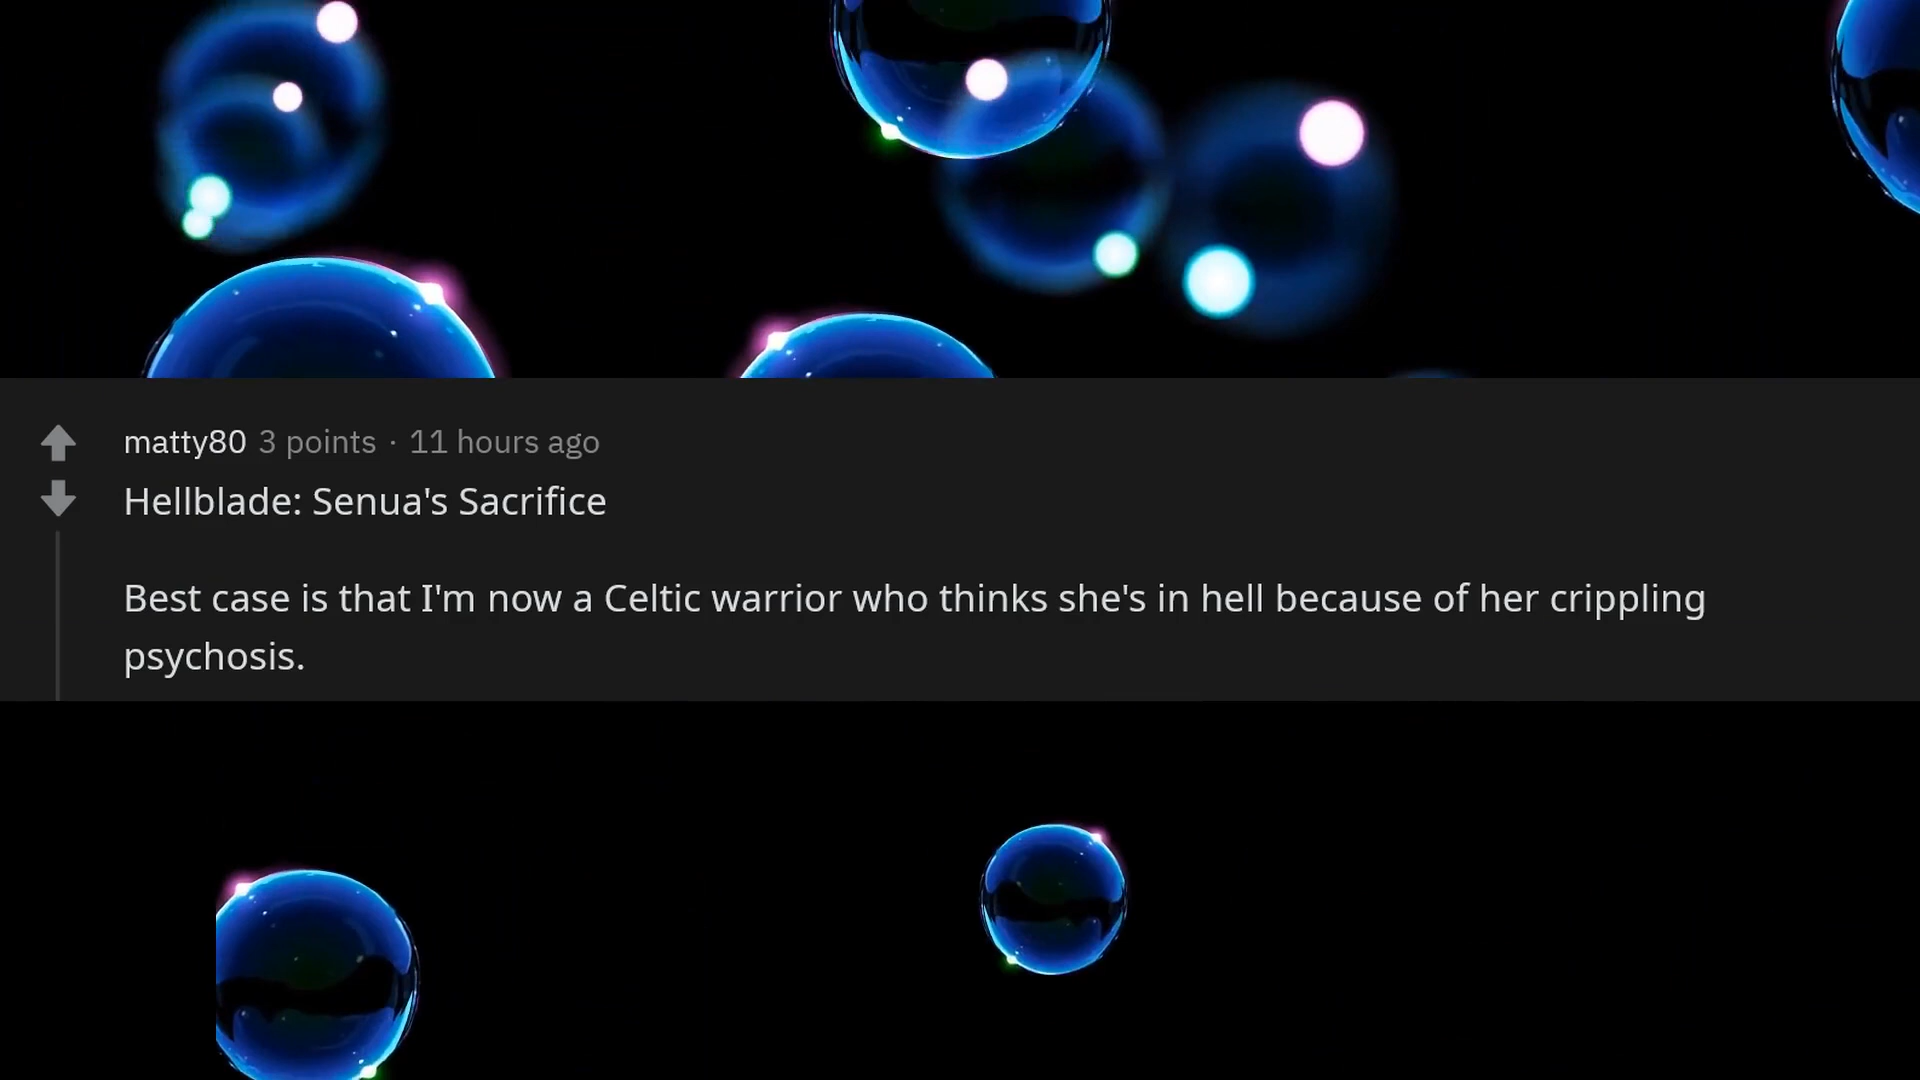 matty80 3 points · 11 hours ago
Hellblade: Senua's Sacrifice
Best case is that I'm now a Celtic warrior who thinks she's in hell because of her crippling
psychosis.